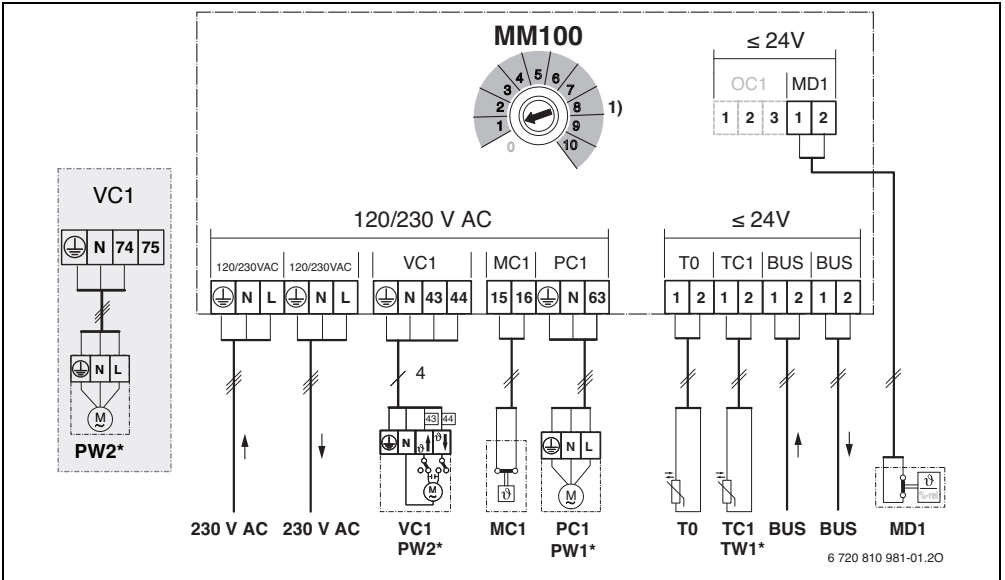 MM100
0 1 2 3 4 5 6 7 8 9 10
1)
≤ 24V
OC1 MD1
1 2 3 1 2
VC1
N 74 75
N L
M
~
PW2*
120/230 V AC
≤ 24V
120/230VAC 120/230VAC VC1 MC1 PC1 T0 TC1 BUS BUS
N L N L N 43 44 15 16 N 63 1 2 1 2 1 2 1 2
4
43 44
N ϑ ϑ
M
~
ϑ
N L
M
~
ϑ
%-rel
230 V AC 230 V AC VC1 MC1 PC1 T0 TC1 BUS BUS MD1
PW2* PW1* TW1*
6 720 810 981-01.2O